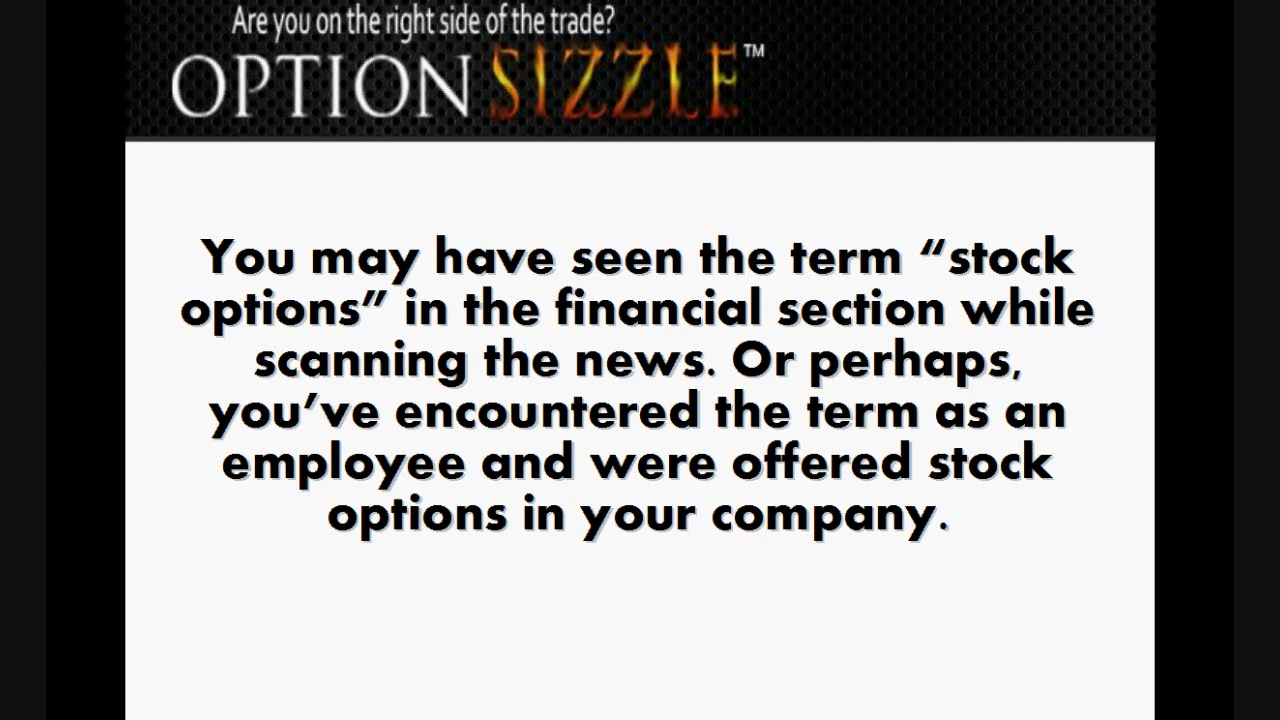 Are you on the right side of the trade?
OPTION SIZZLE™
You may have seen the term “stock
options” in the financial section while
scanning the news. Or perhaps,
you’ve encountered the term as an
employee and were offered stock
options in your company.